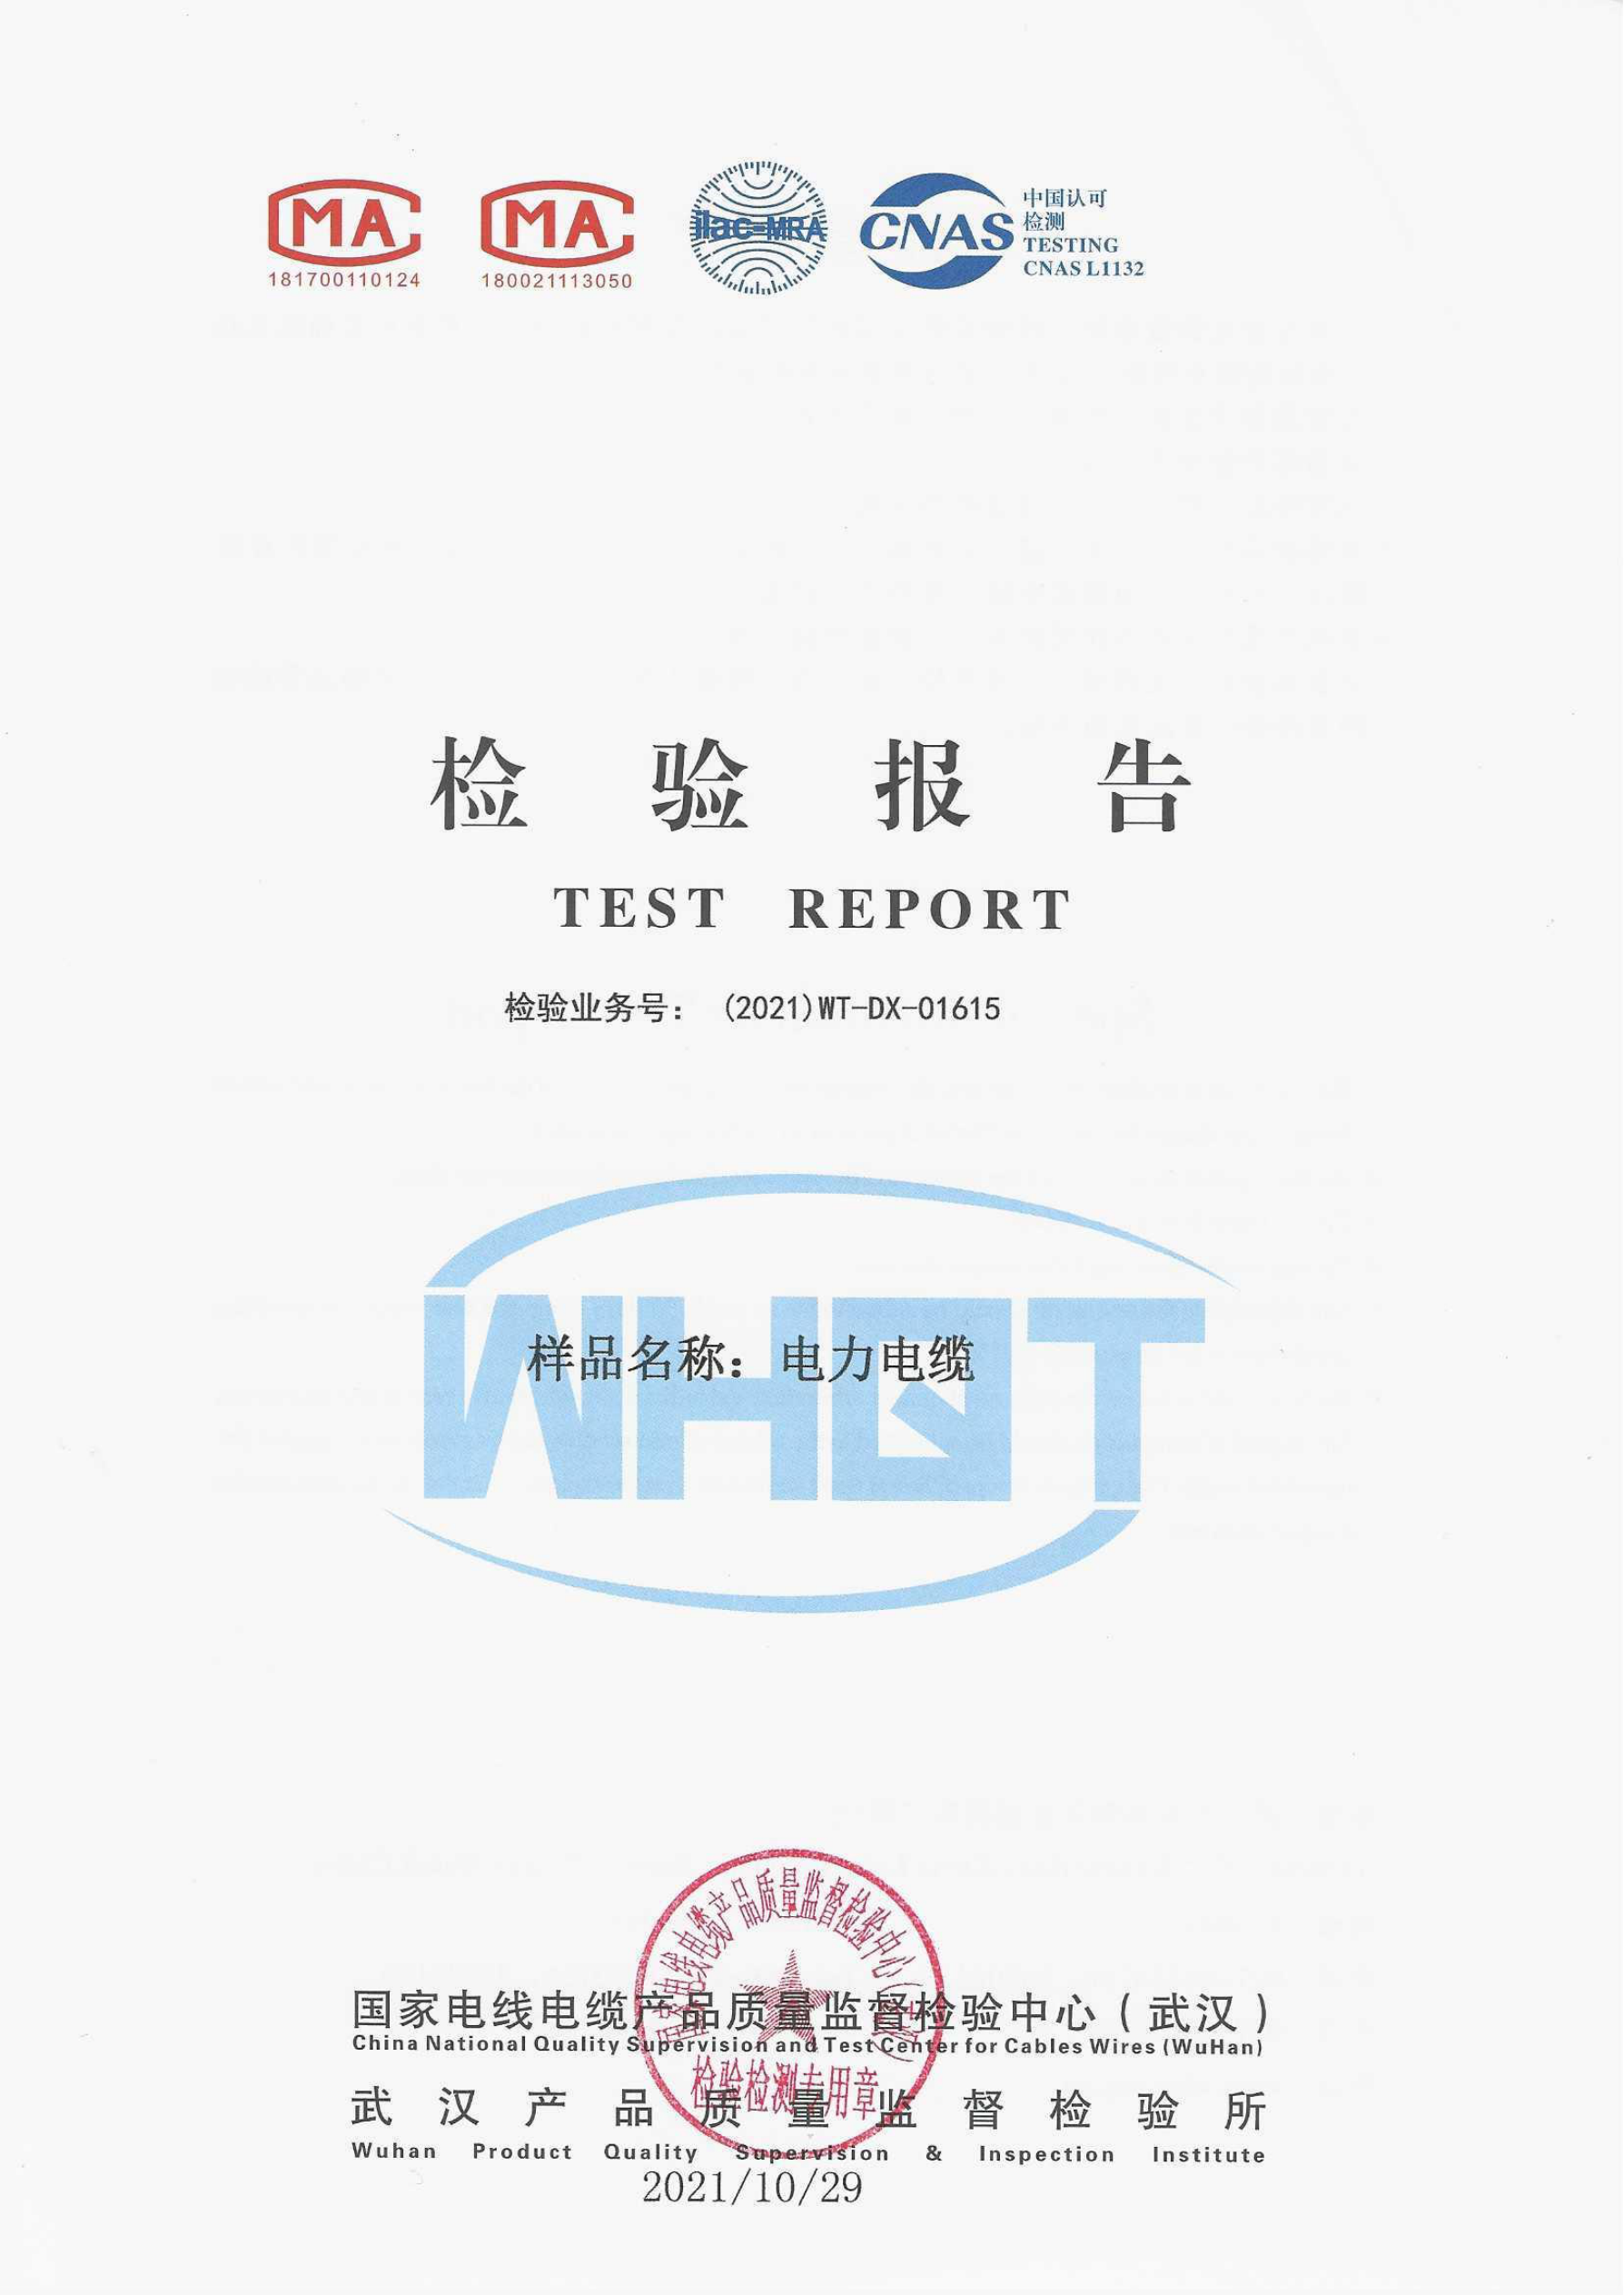 MA
181700110124
MA
180021113050
ilac-MRA
CNAS
中国认可
检测
TESTING
CNAS L1132
检验报告
TEST REPORT
检验业务号: (2021)WT-DX-01615
WHQT
样品名称: 电力电缆
国家电线电缆产品质量监督检验中心(武汉)
检验检测专用章
国家电线电缆产品质量监督检验中心(武汉)
China National Quality Supervision and Test Center for Cables Wires (WuHan)
武汉产品质量监督检验所
Wuhan Product Quality Supervision & Inspection Institute
2021/10/29